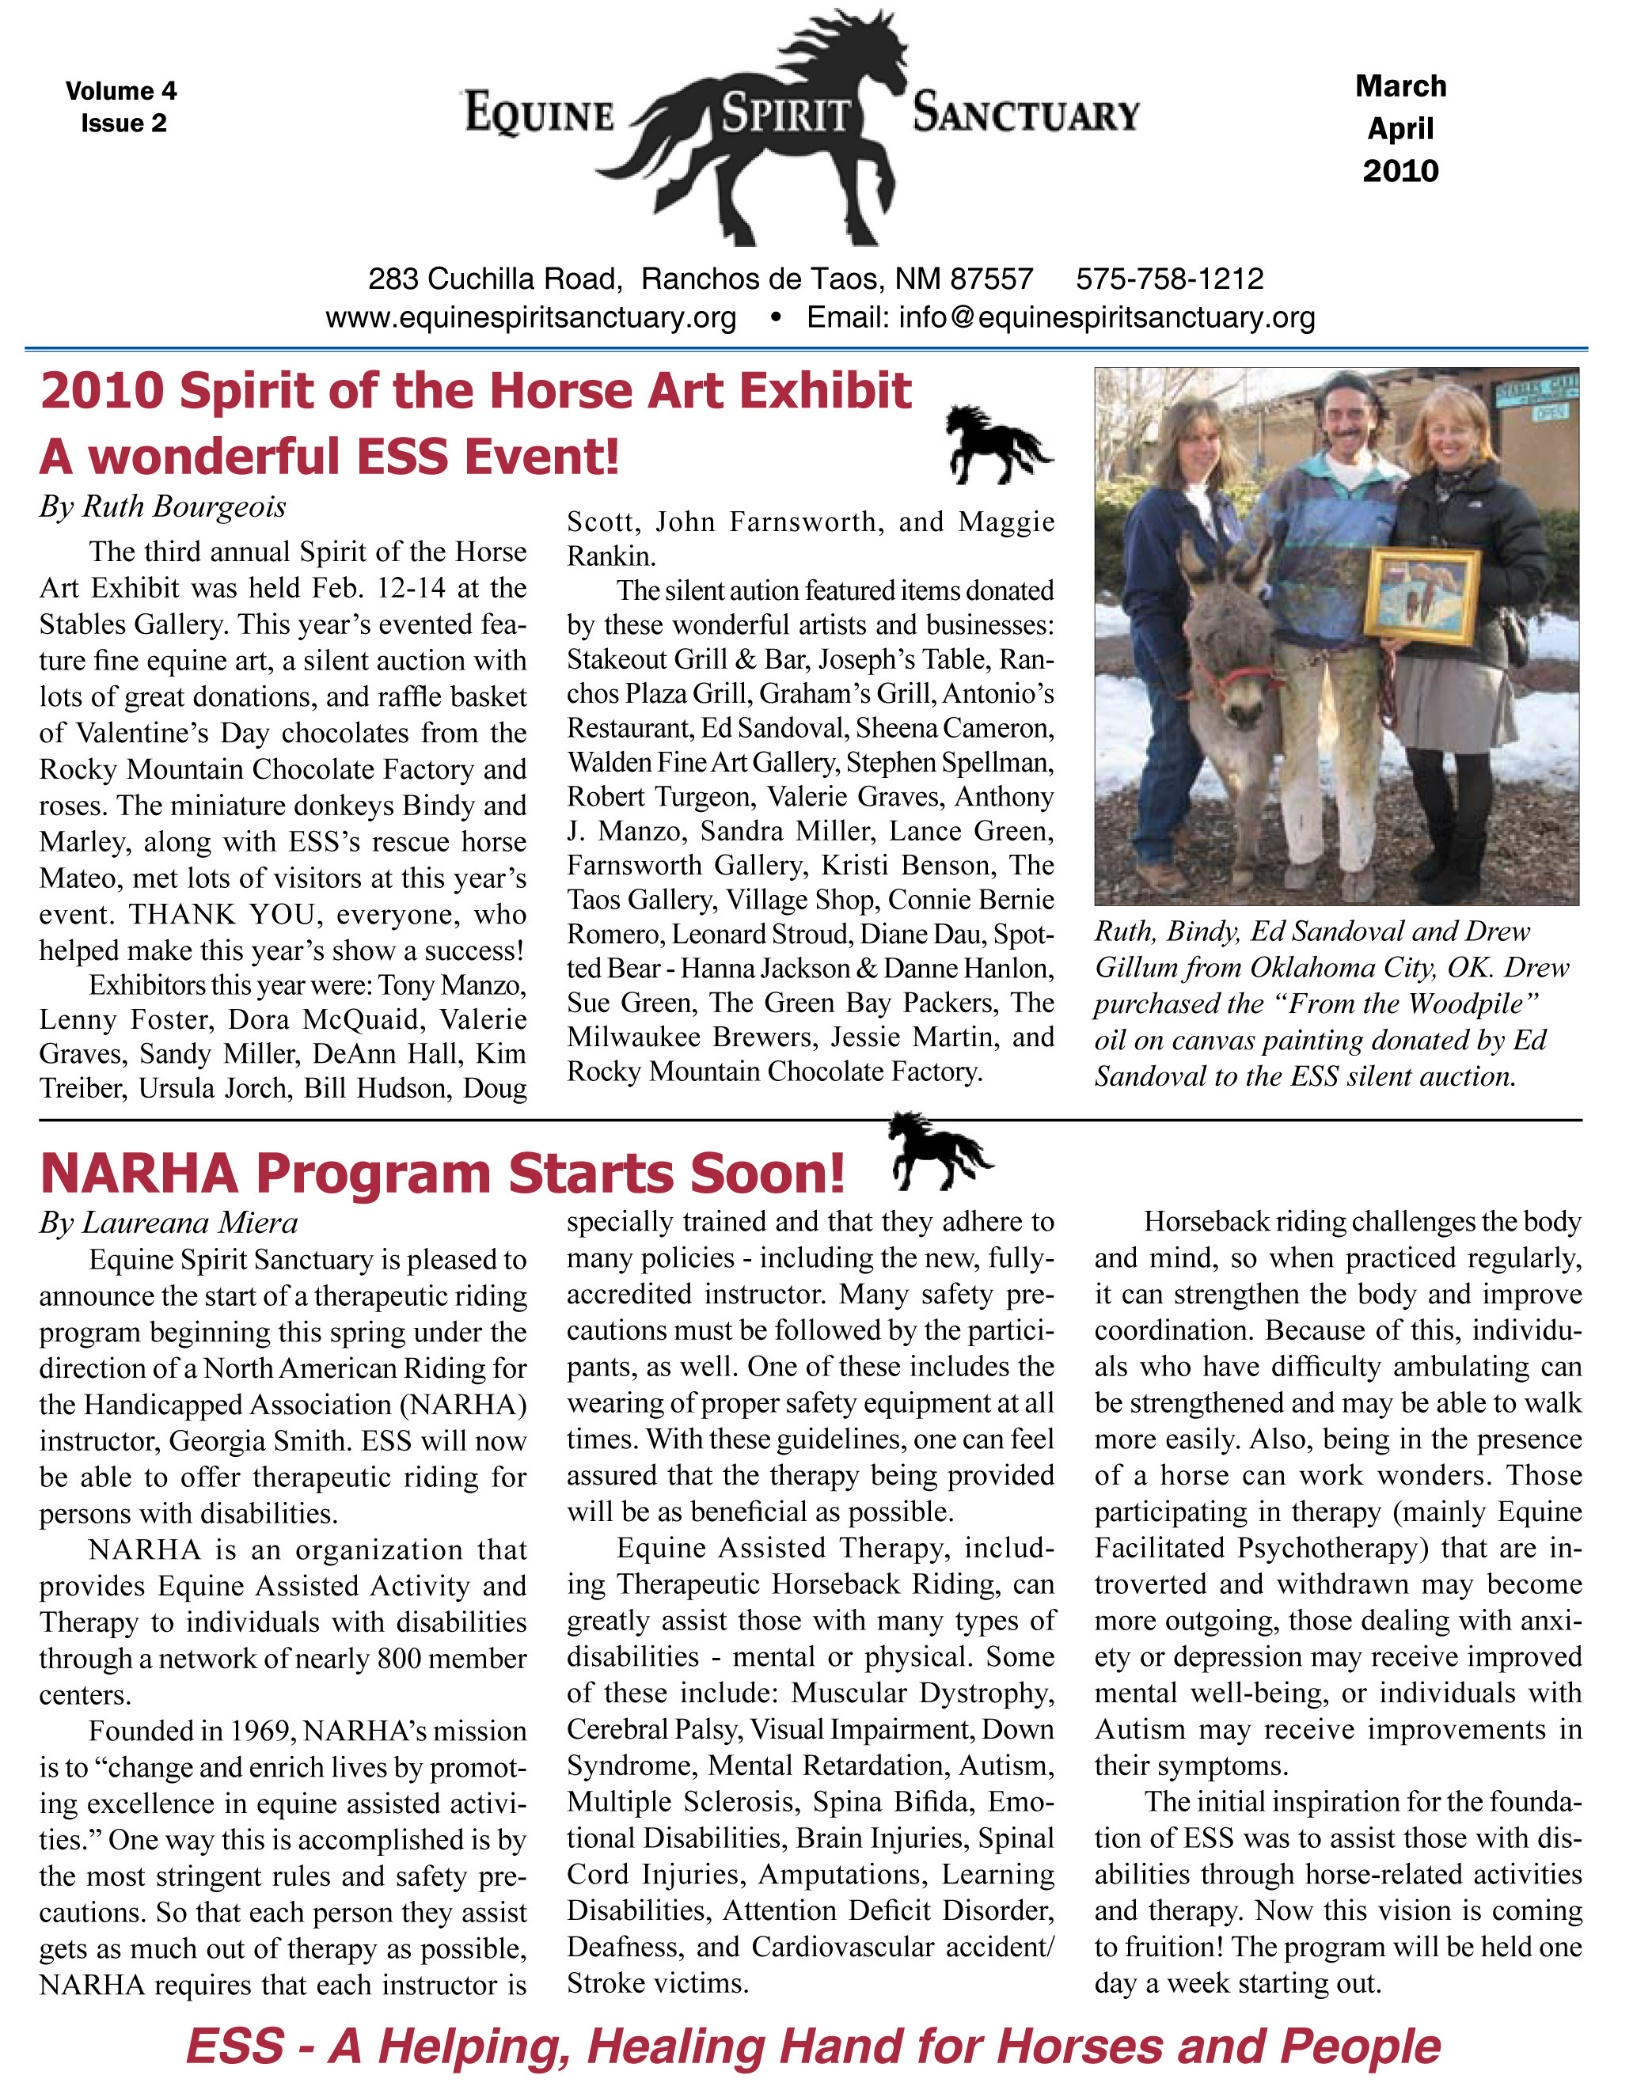 Volume 4
Issue 2
EQUINE SPIRIT SANCTUARY
March
April
2010
283 Cuchilla Road, Ranchos de Taos, NM 87557 575-758-1212
www.equinespiritsanctuary.org • Email: info@equinespiritsanctuary.org
2010 Spirit of the Horse Art Exhibit
A wonderful ESS Event!
By Ruth Bourgeois
The third annual Spirit of the Horse
Art Exhibit was held Feb. 12-14 at the
Stables Gallery. This year's evented fea-
ture fine equine art, a silent auction with
lots of great donations, and raffle basket
of Valentine's Day chocolates from the
Rocky Mountain Chocolate Factory and
roses. The miniature donkeys Bindy and
Marley, along with ESS's rescue horse
Mateo, met lots of visitors at this year's
event. THANK YOU, everyone, who
helped make this year's show a success!
Exhibitors this year were: Tony Manzo,
Lenny Foster, Dora McQuaid, Valerie
Graves, Sandy Miller, DeAnn Hall, Kim
Treiber, Ursula Jorch, Bill Hudson, Doug
Scott, John Farnsworth, and Maggie
Rankin.
The silent aution featured items donated
by these wonderful artists and businesses:
Stakeout Grill & Bar, Joseph's Table, Ran-
chos Plaza Grill, Graham's Grill, Antonio's
Restaurant, Ed Sandoval, Sheena Cameron,
Walden Fine Art Gallery, Stephen Spellman,
Robert Turgeon, Valerie Graves, Anthony
J. Manzo, Sandra Miller, Lance Green,
Farnsworth Gallery, Kristi Benson, The
Taos Gallery, Village Shop, Connie Bernie
Romero, Leonard Stroud, Diane Dau, Spot-
ted Bear - Hanna Jackson & Danne Hanlon,
Sue Green, The Green Bay Packers, The
Milwaukee Brewers, Jessie Martin, and
Rocky Mountain Chocolate Factory.
STABLES GALL
OPEN
Ruth, Bindy, Ed Sandoval and Drew
Gillum from Oklahoma City, OK. Drew
purchased the “From the Woodpile”
oil on canvas painting donated by Ed
Sandoval to the ESS silent auction.
NARHA Program Starts Soon!
By Laureana Miera
Equine Spirit Sanctuary is pleased to
announce the start of a therapeutic riding
program beginning this spring under the
direction of a North American Riding for
the Handicapped Association (NARHA)
instructor, Georgia Smith. ESS will now
be able to offer therapeutic riding for
persons with disabilities.
NARHA is an organization that
provides Equine Assisted Activity and
Therapy to individuals with disabilities
through a network of nearly 800 member
centers.
Founded in 1969, NARHA's mission
is to “change and enrich lives by promot-
ing excellence in equine assisted activi-
ties.” One way this is accomplished is by
the most stringent rules and safety pre-
cautions. So that each person they assist
gets as much out of therapy as possible,
NARHA requires that each instructor is
specially trained and that they adhere to
many policies - including the new, fully-
accredited instructor. Many safety pre-
cautions must be followed by the partici-
pants, as well. One of these includes the
wearing of proper safety equipment at all
times. With these guidelines, one can feel
assured that the therapy being provided
will be as beneficial as possible.
Equine Assisted Therapy, includ-
ing Therapeutic Horseback Riding, can
greatly assist those with many types of
disabilities - mental or physical. Some
of these include: Muscular Dystrophy,
Cerebral Palsy, Visual Impairment, Down
Syndrome, Mental Retardation, Autism,
Multiple Sclerosis, Spina Bifida, Emo-
tional Disabilities, Brain Injuries, Spinal
Cord Injuries, Amputations, Learning
Disabilities, Attention Deficit Disorder,
Deafness, and Cardiovascular accident/
Stroke victims.
Horseback riding challenges the body
and mind, so when practiced regularly,
it can strengthen the body and improve
coordination. Because of this, individu-
als who have difficulty ambulating can
be strengthened and may be able to walk
more easily. Also, being in the presence
of a horse can work wonders. Those
participating in therapy (mainly Equine
Facilitated Psychotherapy) that are in-
troverted and withdrawn may become
more outgoing, those dealing with anxi-
ety or depression may receive improved
mental well-being, or individuals with
Autism may receive improvements in
their symptoms.
The initial inspiration for the founda-
tion of ESS was to assist those with dis-
abilities through horse-related activities
and therapy. Now this vision is coming
to fruition! The program will be held one
day a week starting out.
ESS - A Helping, Healing Hand for Horses and People